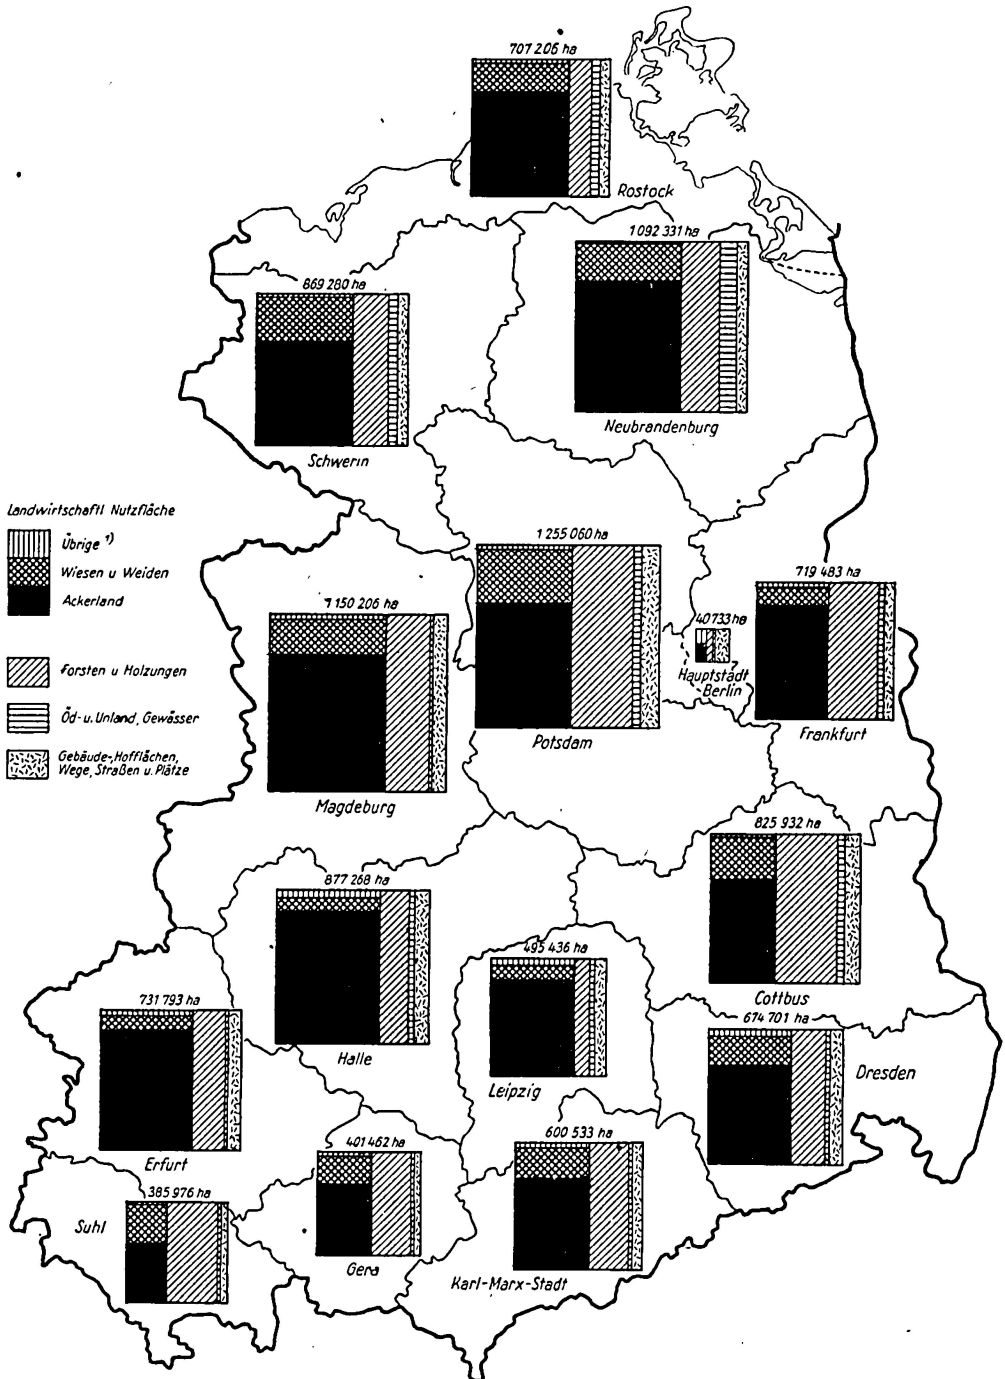 707 206 ha
Rostock
1 092 331 ha
Neubrandenburg
869 280 ha
Schwerin
Landwirtschaftl Nutzfläche
Übrige 1)
Wiesen u Weiden
Ackerland
Forsten u Holzungen
Öd- u. Unland, Gewässer
Gebäude-, Hofflächen,
Wege, Straßen u. Plätze
1 255 060 ha
Potsdam
719 483 ha
Frankfurt
40 733 ha
Hauptstadt
Berlin
1 150 206 ha
Magdeburg
825 932 ha
Cottbus
877 268 ha
Halle
495 436 ha
Leipzig
674 701 ha
Dresden
731 793 ha
Erfurt
401 462 ha
Gera
600 533 ha
Karl-Marx-Stadt
385 976 ha
Suhl